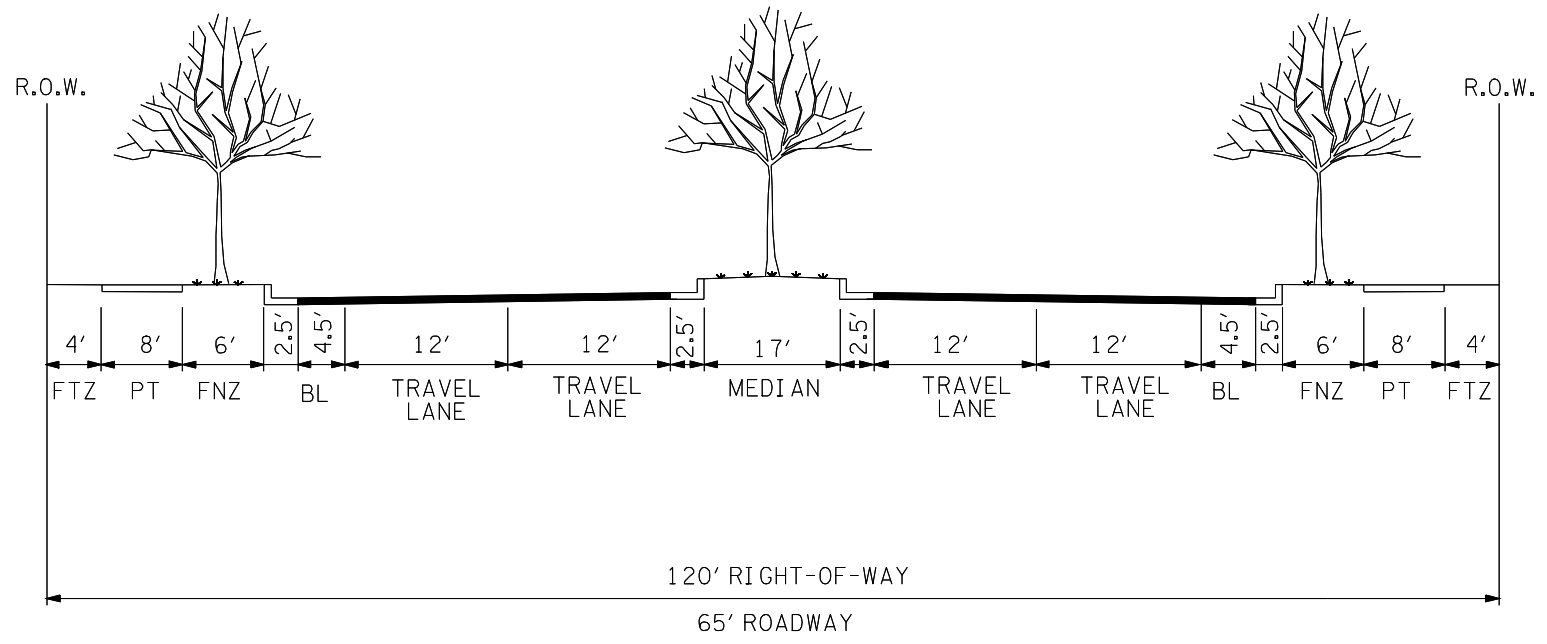 R.O.W.
R.O.W.
4' 8' 6' 2.5' 4.5' 12' 12' 2.5' 17' 2.5' 12' 12' 4.5' 2.5' 6' 8' 4'
FTZ PT FNZ BL TRAVEL LANE TRAVEL LANE MEDIAN TRAVEL LANE TRAVEL LANE BL FNZ PT FTZ
120' RIGHT-OF-WAY
65' ROADWAY